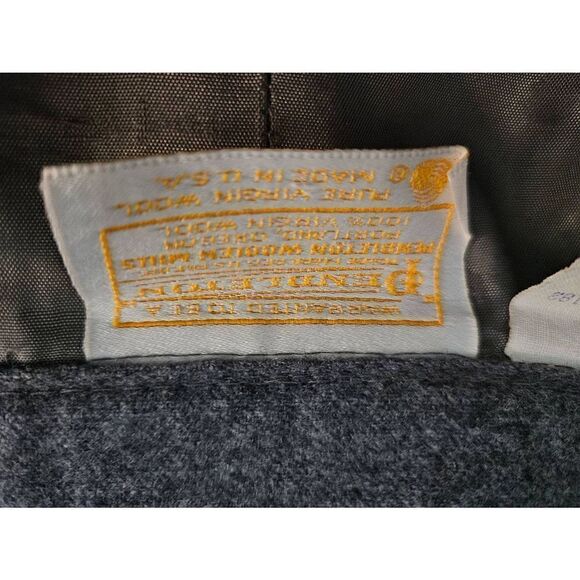 WARRANTED TO BE A
PENDLETON
PENDLETON WOOLEN MILLS
PORTLAND, OREGON
100% VIRGIN WOOL
PURE VIRGIN WOOL
® MADE IN U.S.A.